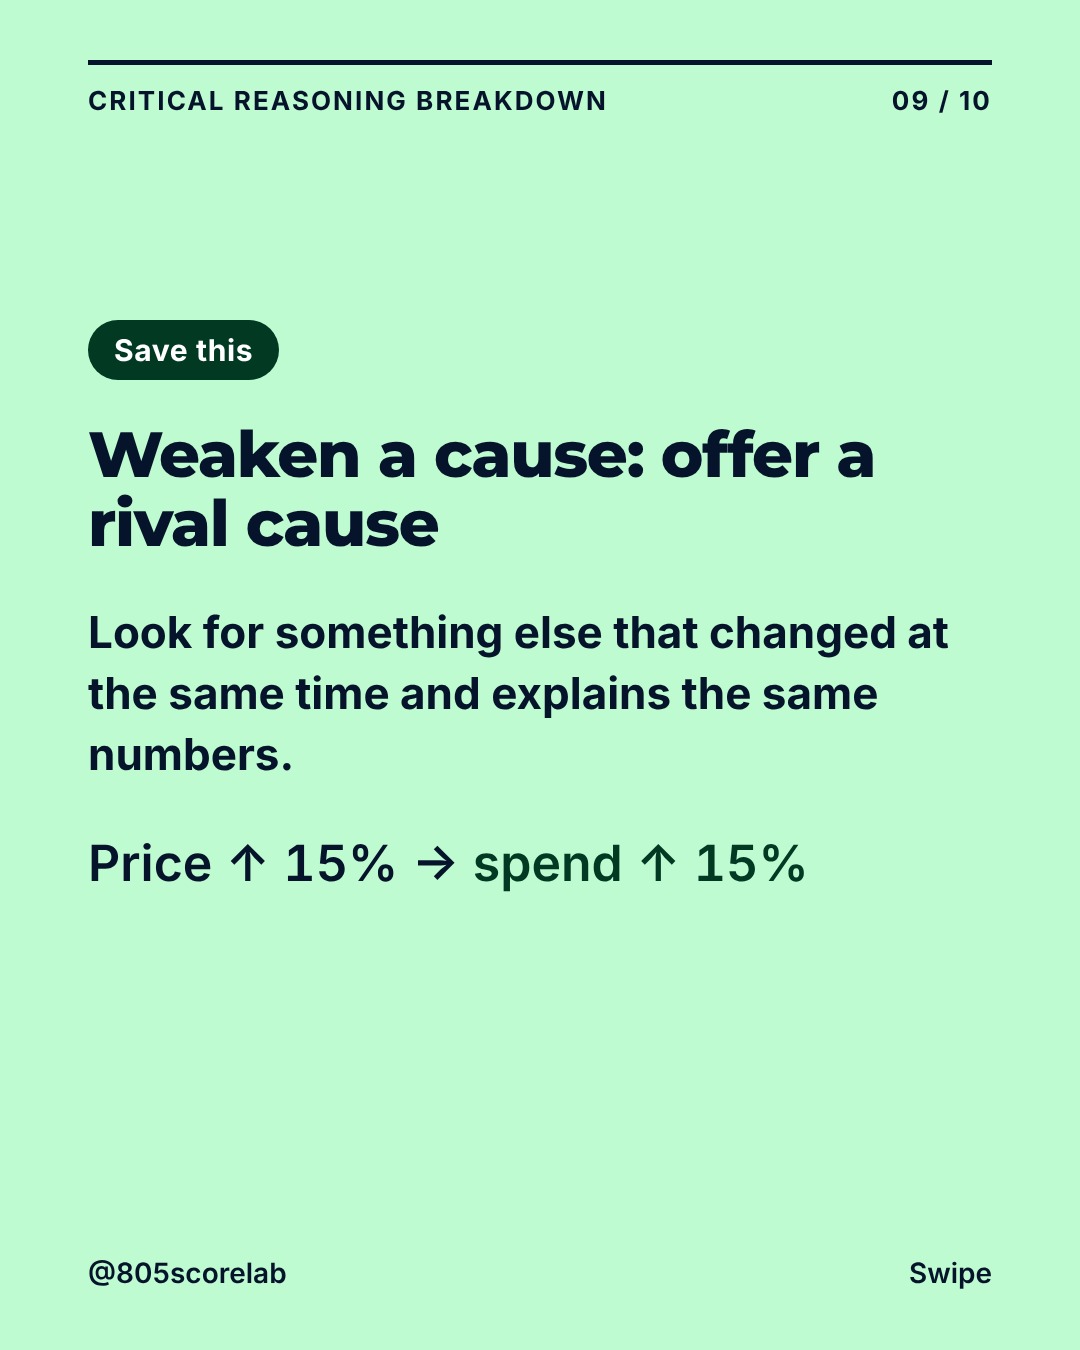 CRITICAL REASONING BREAKDOWN
09 / 10
Save this
Weaken a cause: offer a
rival cause
Look for something else that changed at
the same time and explains the same
numbers.
Price ↑ 15% → spend ↑ 15%
@805scorelab
Swipe